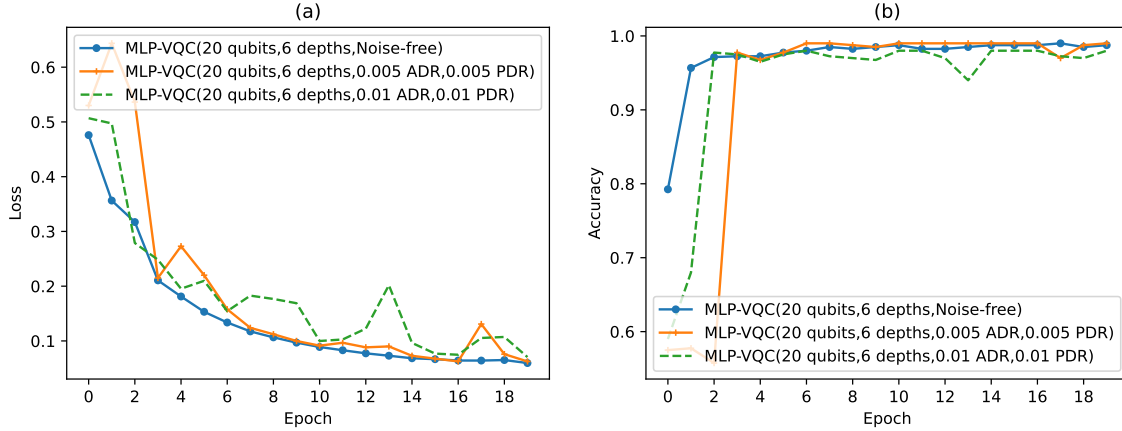 (a)
MLP-VQC(20 qubits,6 depths,Noise-free)
MLP-VQC(20 qubits,6 depths,0.005 ADR,0.005 PDR)
MLP-VQC(20 qubits,6 depths,0.01 ADR,0.01 PDR)
0.6
0.5
0.4
0.3
0.2
0.1
Loss
0 2 4 6 8 10 12 14 16 18
Epoch
(b)
1.0
0.9
0.8
0.7
0.6
Accuracy
MLP-VQC(20 qubits,6 depths,Noise-free)
MLP-VQC(20 qubits,6 depths,0.005 ADR,0.005 PDR)
MLP-VQC(20 qubits,6 depths,0.01 ADR,0.01 PDR)
0 2 4 6 8 10 12 14 16 18
Epoch